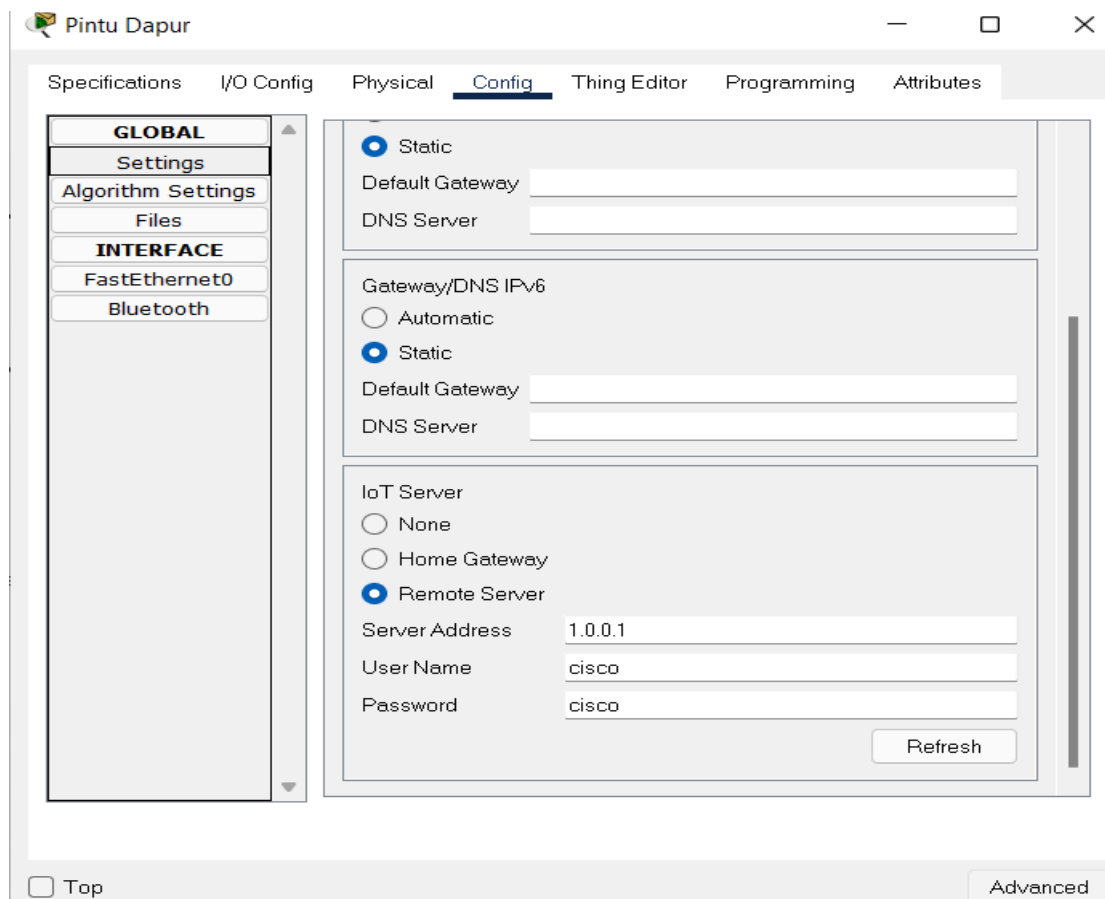 Pintu Dapur
Specifications I/O Config Physical Config Thing Editor Programming Attributes
GLOBAL
Settings
Algorithm Settings
Files
INTERFACE
FastEthernet0
Bluetooth
Static
Default Gateway
DNS Server
Gateway/DNS IPv6
Automatic
Static
Default Gateway
DNS Server
IoT Server
None
Home Gateway
Remote Server
Server Address 1.0.0.1
User Name cisco
Password cisco
Refresh
Top Advanced